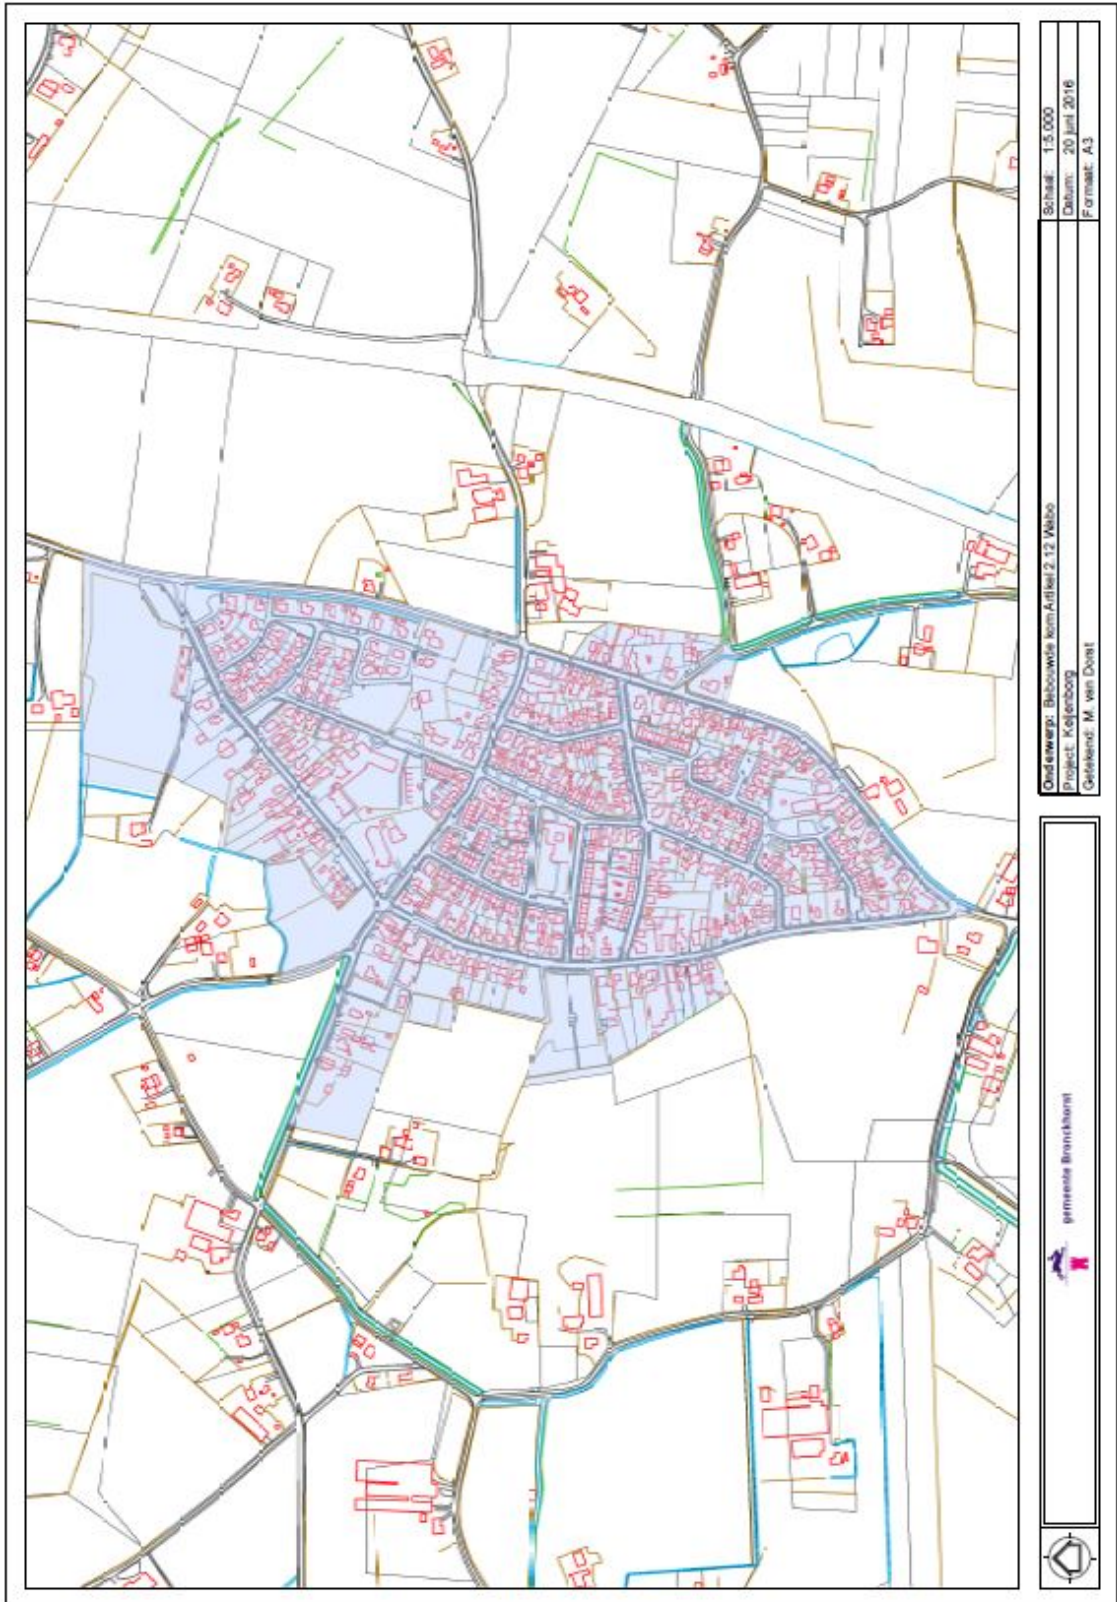 Onderwerp: Bebouwde kom Artikel 2.12 Wabo
Project: Keijenborg
Getekend: M. van Dorst
Schaal: 1:5.000
Datum: 20 juni 2016
Formaat: A3
gemeente Bronckhorst